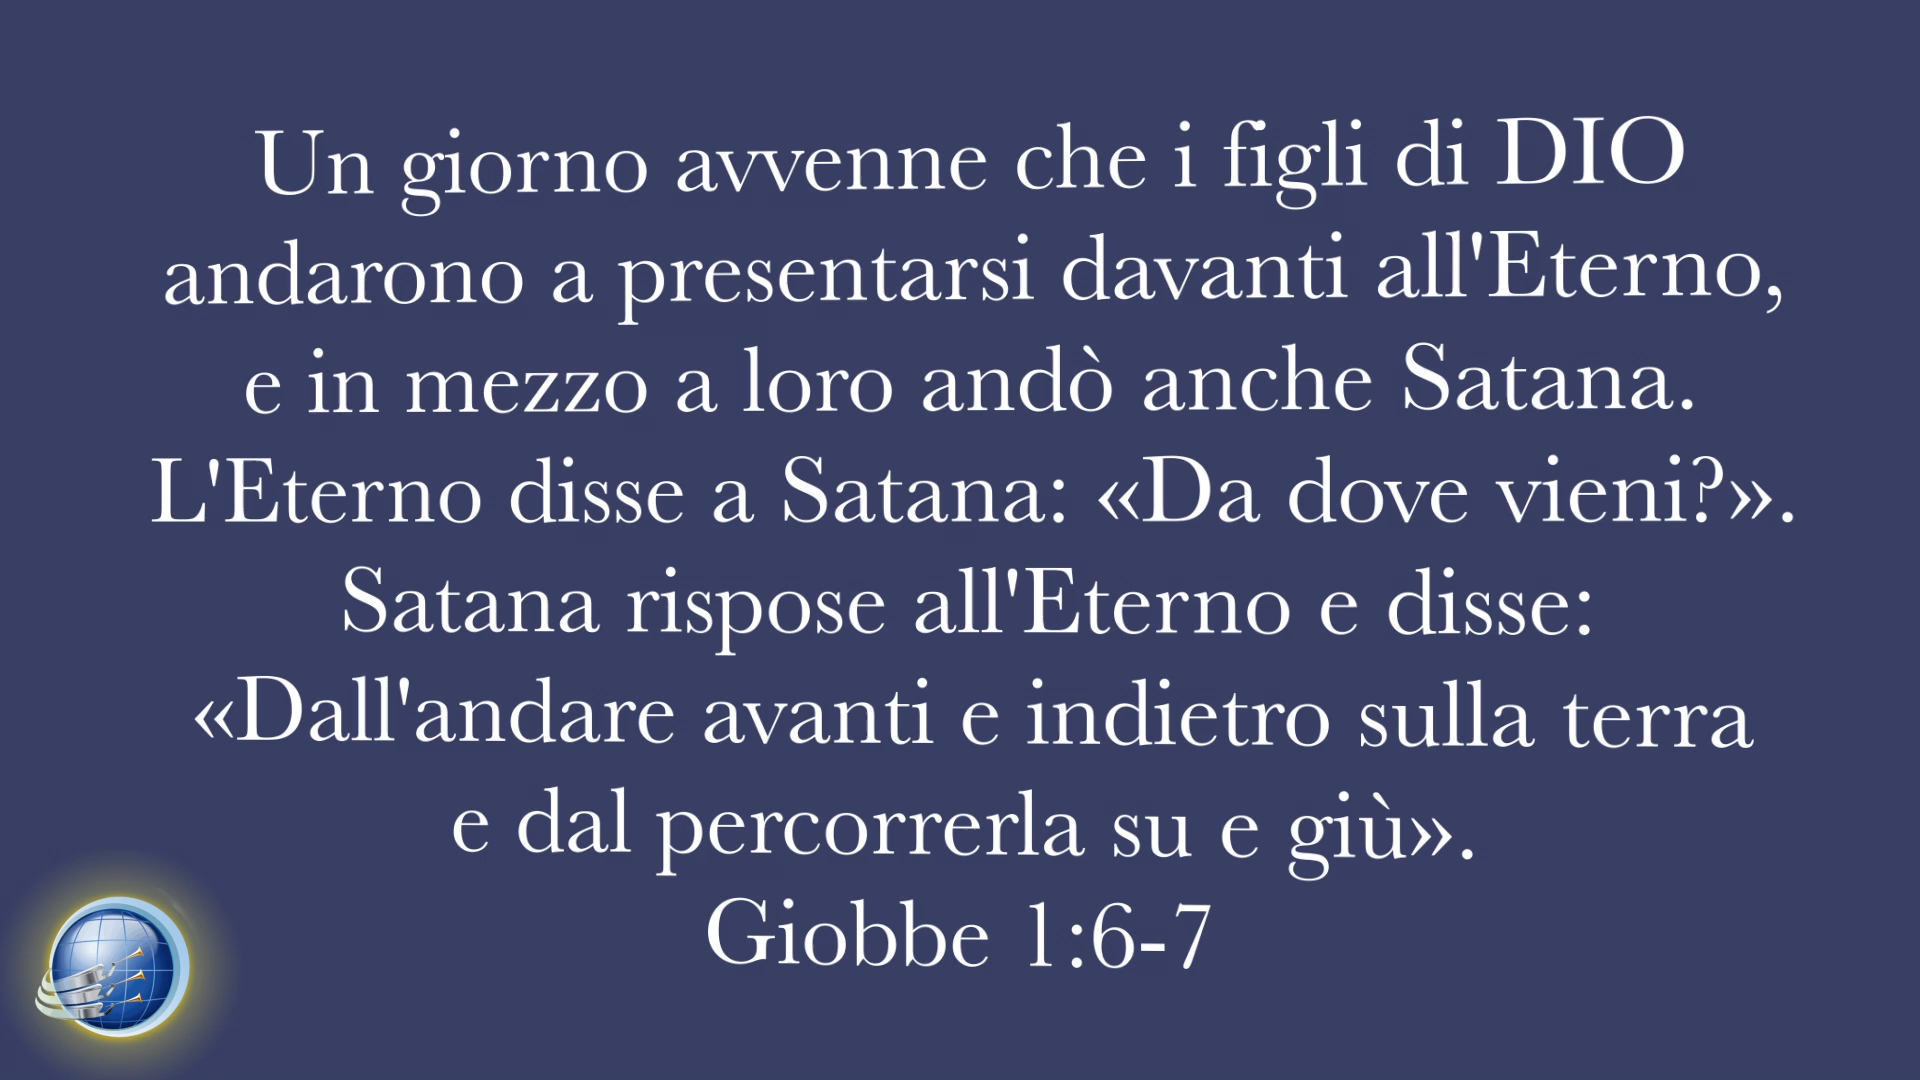 Un giorno avvenne che i figli di DIO
andarono a presentarsi davanti all'Eterno,
e in mezzo a loro andò anche Satana.
L'Eterno disse a Satana: «Da dove vieni?».
Satana rispose all'Eterno e disse:
«Dall'andare avanti e indietro sulla terra
e dal percorrerla su e giù».
Giobbe 1:6-7